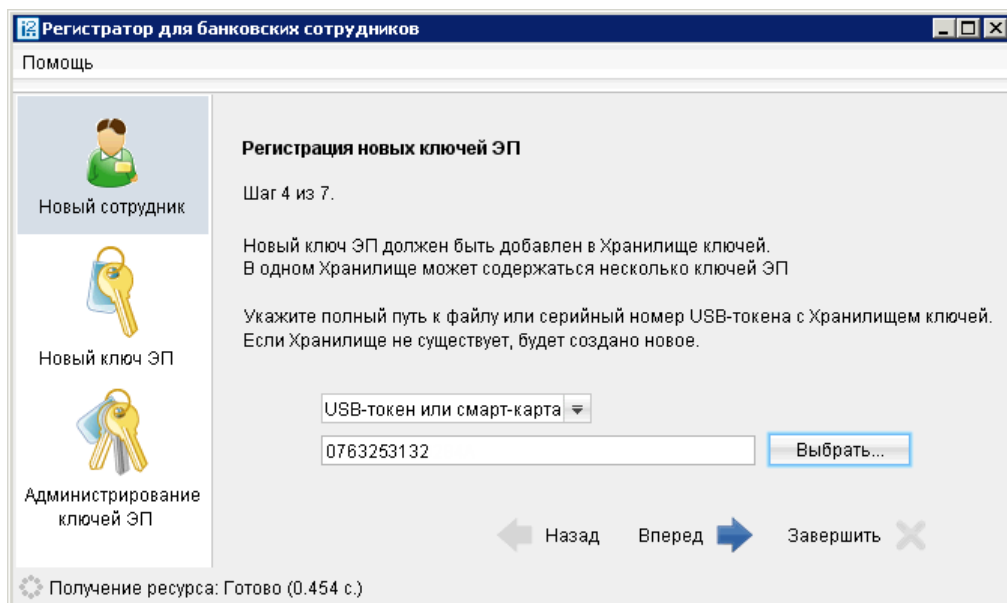 Регистратор для банковских сотрудников
Помощь
Новый сотрудник
Новый ключ ЭП
Администрирование
ключей ЭП
Регистрация новых ключей ЭП
Шаг 4 из 7.
Новый ключ ЭП должен быть добавлен в Хранилище ключей.
В одном Хранилище может содержаться несколько ключей ЭП
Укажите полный путь к файлу или серийный номер USB-токена с Хранилищем ключей.
Если Хранилище не существует, будет создано новое.
USB-токен или смарт-карта
0763253132
Выбрать...
Назад
Вперед
Завершить
Получение ресурса: Готово (0.454 с.)